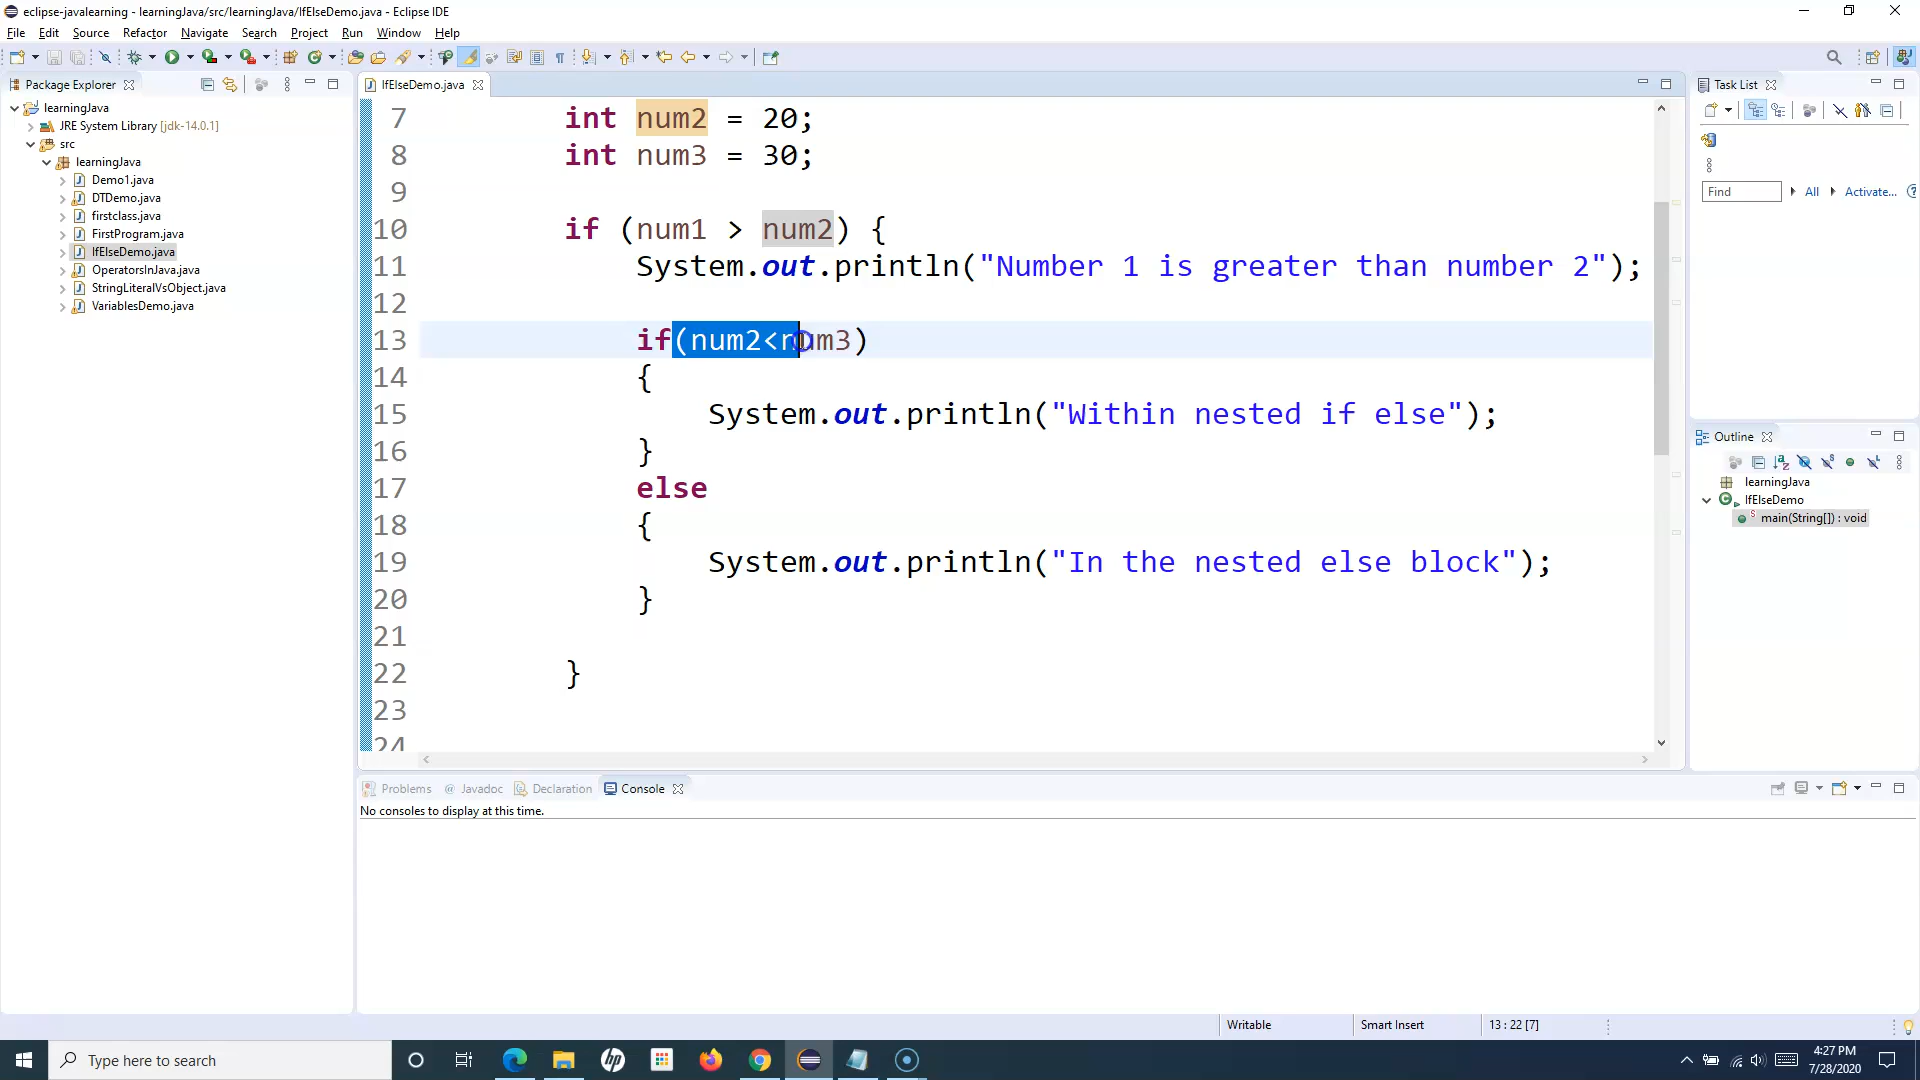 eclipse-javalearning - learningJava/src/learningJava/IfElseDemo.java - Eclipse IDE
File Edit Source Refactor Navigate Search Project Run Window Help
Package Explorer
learningJava
JRE System Library [jdk-14.0.1]
src
learningJava
Demo1.java
DTDemo.java
firstclass.java
FirstProgram.java
IfElseDemo.java
OperatorsInJava.java
StringLiteralVsObject.java
VariablesDemo.java
IfElseDemo.java
7 int num2 = 20;
8 int num3 = 30;
9
10 if (num1 > num2) {
11 System.out.println("Number 1 is greater than number 2");
12
13 if(num2<num3)
14 {
15 System.out.println("Within nested if else");
16 }
17 else
18 {
19 System.out.println("In the nested else block");
20 }
21
22 }
23
24
Task List
Find All Activate...
Outline
learningJava
IfElseDemo
main(String[]) : void
Problems @ Javadoc Declaration Console
No consoles to display at this time.
Writable Smart Insert 13 : 22 [7]
Type here to search
hp
4:27 PM
7/28/2020